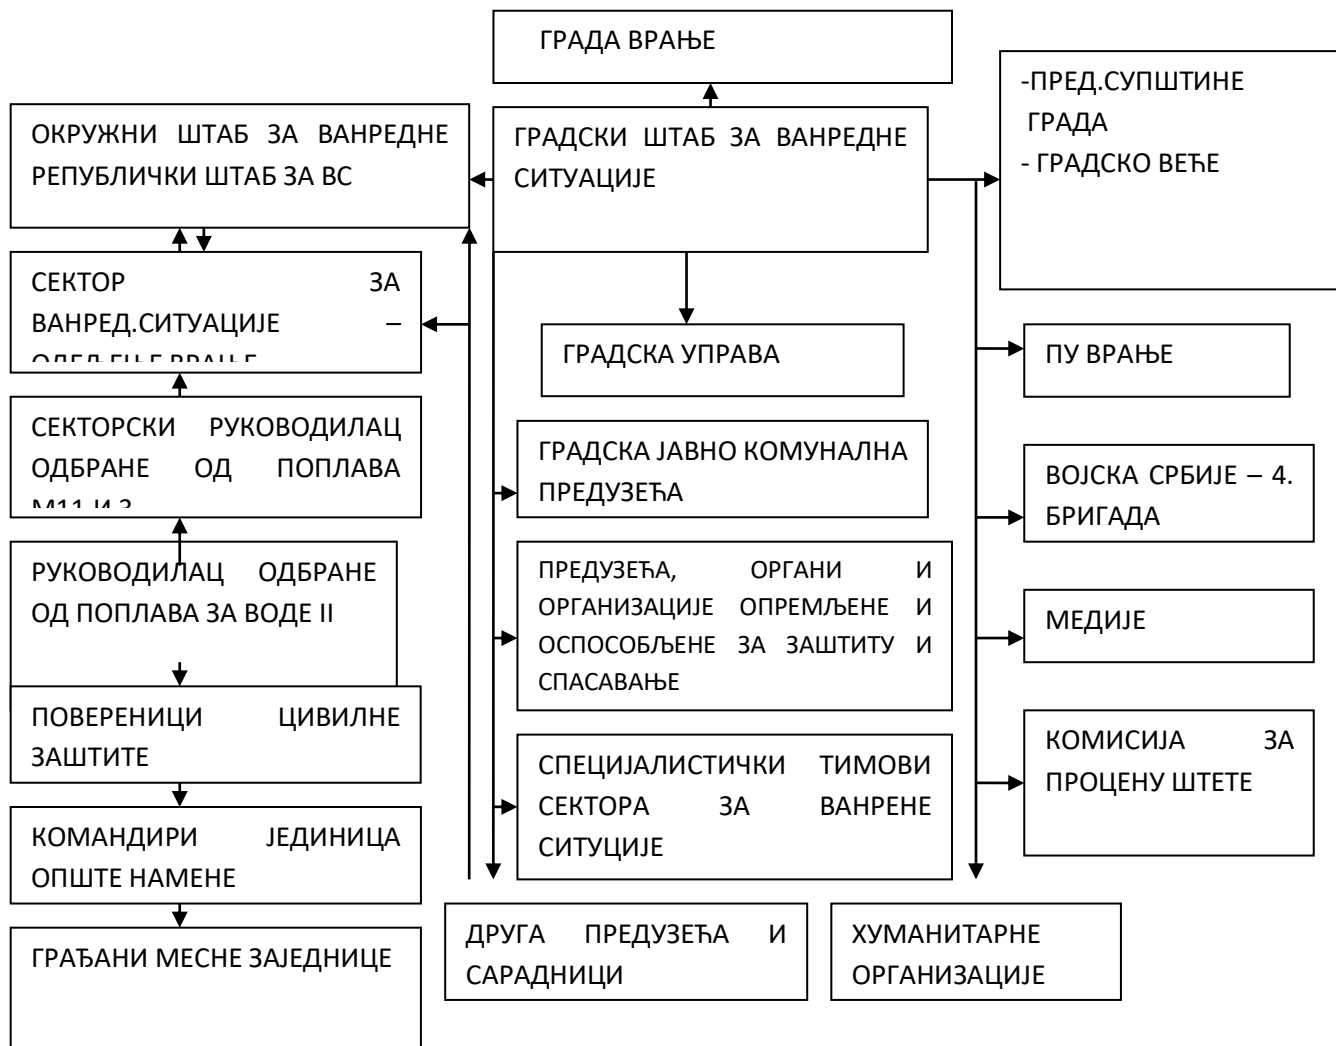 ГРАДА ВРАЊЕ
-ПРЕД.СУПШТИНЕ
ГРАДА
- ГРАДСКО ВЕЋЕ
ОКРУЖНИ ШТАБ ЗА ВАНРЕДНЕ
РЕПУБЛИЧКИ ШТАБ ЗА ВС
ГРАДСКИ ШТАБ ЗА ВАНРЕДНЕ
СИТУАЦИЈЕ
СЕКТОР ЗА
ВАНРЕД.СИТУАЦИЈЕ –
ОДЕЉЕЊЕ ВРАЊЕ
ГРАДСКА УПРАВА
ПУ ВРАЊЕ
СЕКТОРСКИ РУКОВОДИЛАЦ
ОДБРАНЕ ОД ПОПЛАВА
М11 И
ГРАДСКА ЈАВНО КОМУНАЛНА
ПРЕДУЗЕЋА
ВОЈСКА СРБИЈЕ – 4.
БРИГАДА
РУКОВОДИЛАЦ ОДБРАНЕ
ОД ПОПЛАВА ЗА ВОДЕ II
ПРЕДУЗЕЋА, ОРГАНИ И
ОРГАНИЗАЦИЈЕ ОПРЕМЉЕНЕ И
ОСПОСОБЉЕНЕ ЗА ЗАШТИТУ И
СПАСАВАЊЕ
МЕДИЈЕ
ПОВЕРЕНИЦИ ЦИВИЛНЕ
ЗАШТИТЕ
СПЕЦИЈАЛИСТИЧКИ ТИМОВИ
СЕКТОРА ЗА ВАНРЕНЕ
СИТУЦИЈЕ
КОМИСИЈА ЗА
ПРОЦЕНУ ШТЕТЕ
КОМАНДИРИ ЈЕДИНИЦА
ОПШТЕ НАМЕНЕ
ГРАЂАНИ МЕСНЕ ЗАЈЕДНИЦЕ
ДРУГА ПРЕДУЗЕЋА И
САРАДНИЦИ
ХУМАНИТАРНЕ
ОРГАНИЗАЦИЈЕ